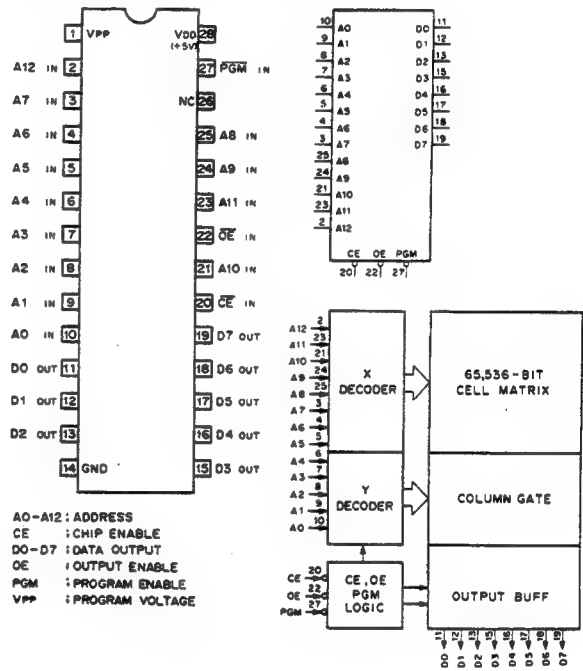 1 VPP VDD (+5V) 28
A12 IN 2 27 PGM IN
A7 IN 3 NC 26
A6 IN 4 25 A8 IN
A5 IN 5 24 A9 IN
A4 IN 6 23 A11 IN
A3 IN 7 22 OE IN
A2 IN 8 21 A10 IN
A1 IN 9 20 CE IN
A0 IN 10 19 D7 OUT
D0 OUT 11 18 D6 OUT
D1 OUT 12 17 D5 OUT
D2 OUT 13 16 D4 OUT
14 GND 15 D3 OUT
A0-A12 : ADDRESS
CE : CHIP ENABLE
D0-D7 : DATA OUTPUT
OE : OUTPUT ENABLE
PGM : PROGRAM ENABLE
VPP : PROGRAM VOLTAGE
10 A0 D0 11
9 A1 D1 12
8 A2 D2 13
7 A3 D3 15
6 A4 D4 16
5 A5 D5 17
4 A6 D6 18
3 A7 D7 19
25 A8
24 A9
21 A10
23 A11
2 A12
CE OE PGM
20 22 27
A12 2
A11 23
A10 21
A9 24
A8 25
A7 3
A6 4
A5 5
X DECODER
65,536-BIT
CELL MATRIX
A4 6
A3 7
A2 8
A1 9
A0 10
Y DECODER
COLUMN GATE
CE 20
OE 22
PGM 27
CE, OE
PGM
LOGIC
OUTPUT BUFF
11 12 13 15 16 17 18 19
D0 D1 D2 D3 D4 D5 D6 D7